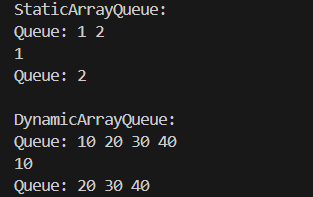 StaticArrayQueue:
Queue: 1 2
1
Queue: 2

DynamicArrayQueue:
Queue: 10 20 30 40
10
Queue: 20 30 40